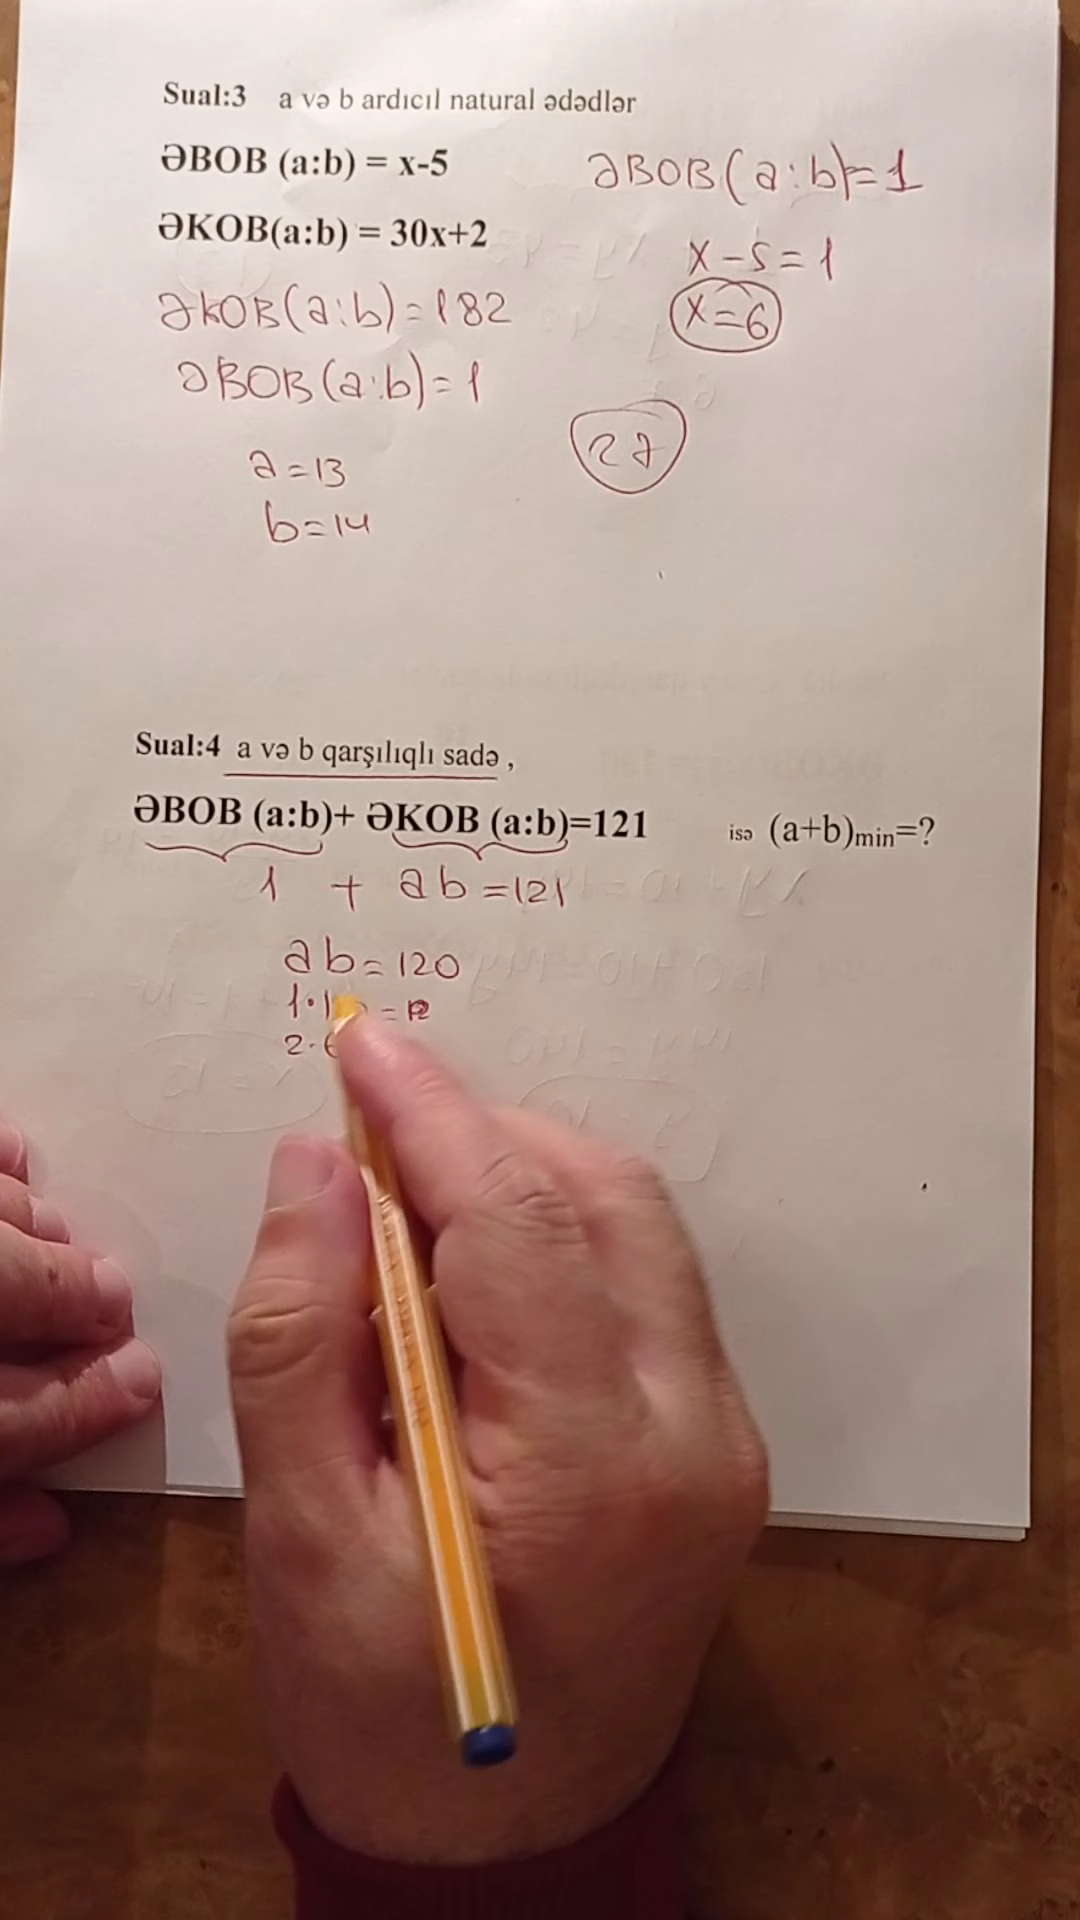 Sual:3 a və b ardıcıl natural ədədlər
ƏBOB (a:b) = x-5
ƏBOB(a:b)=1
ƏKOB(a:b) = 30x+2
x-5=1
ƏKOB(a:b)=182
x=6
ƏBOB(a:b)=1
27
a=13
b=14
Sual:4 a və b qarşılıqlı sadə ,
ƏBOB (a:b)+ ƏKOB (a:b)=121 isə (a+b)min=?
1 + ab=121
ab=120